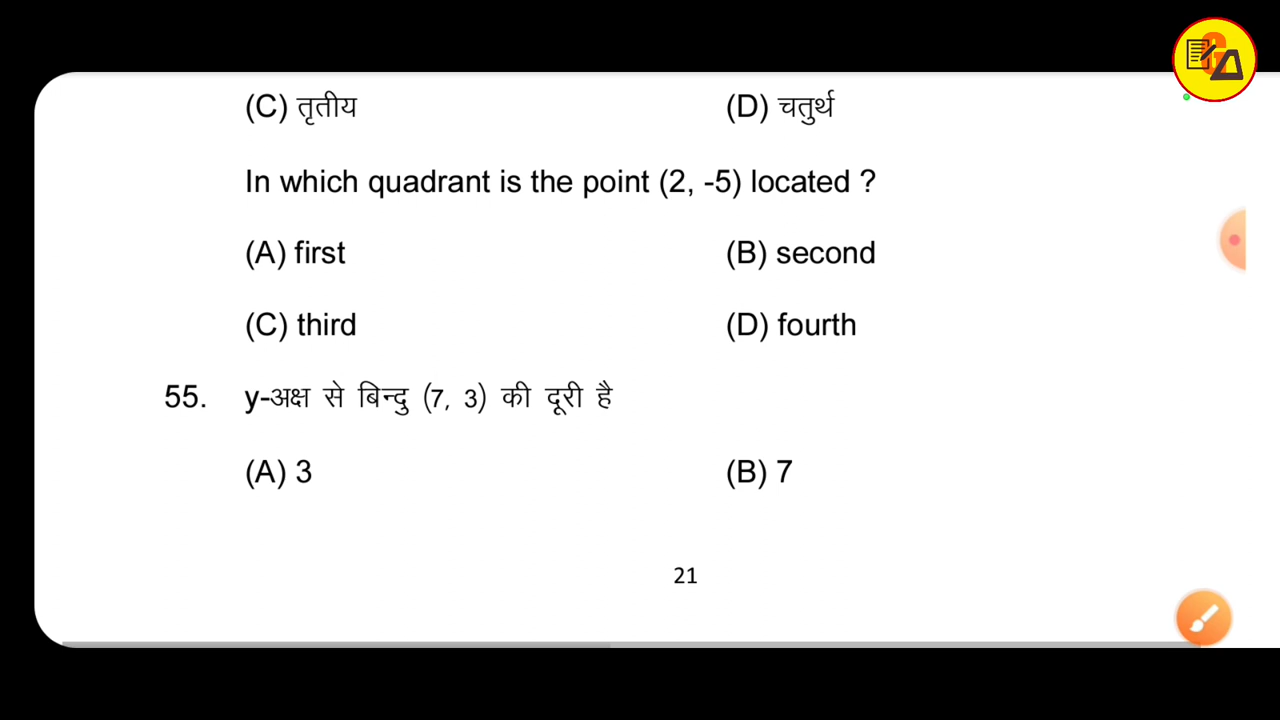 (C) तृतीय (D) चतुर्थ
In which quadrant is the point (2, -5) located ?
(A) first (B) second
(C) third (D) fourth
55. y-अक्ष से बिन्दु (7, 3) की दूरी है
(A) 3 (B) 7
21